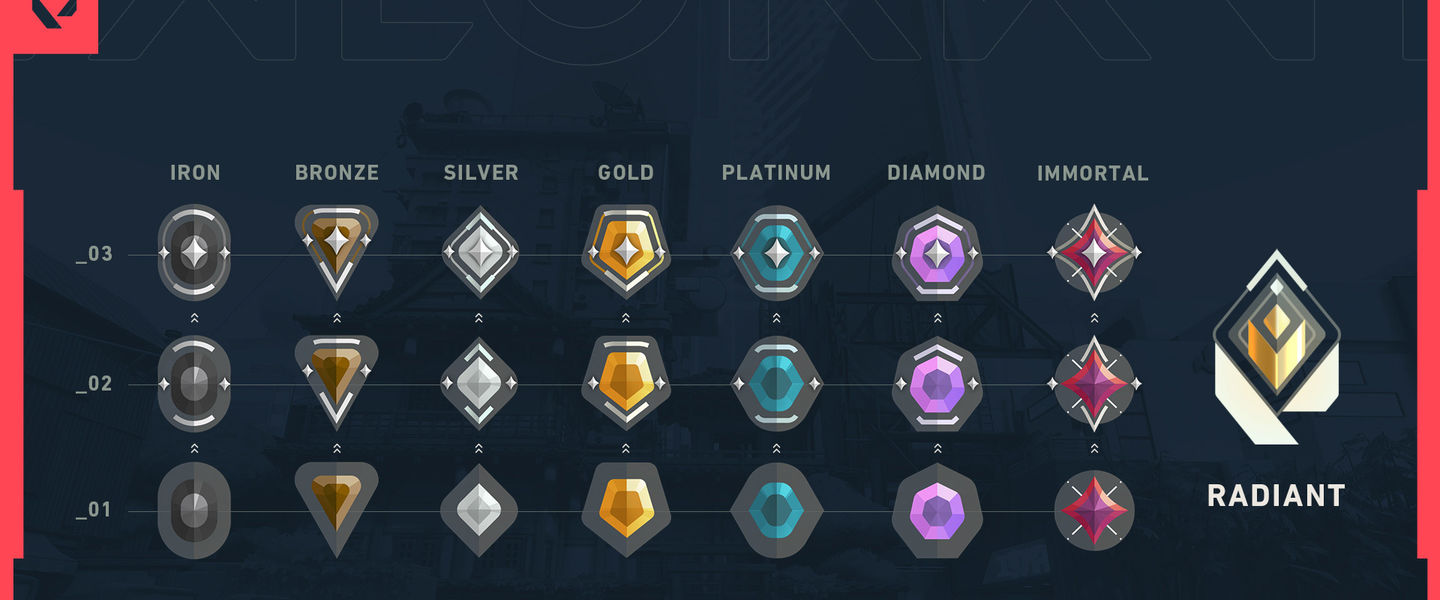 IRON BRONZE SILVER GOLD PLATINUM DIAMOND IMMORTAL
_03
_02
_01
RADIANT